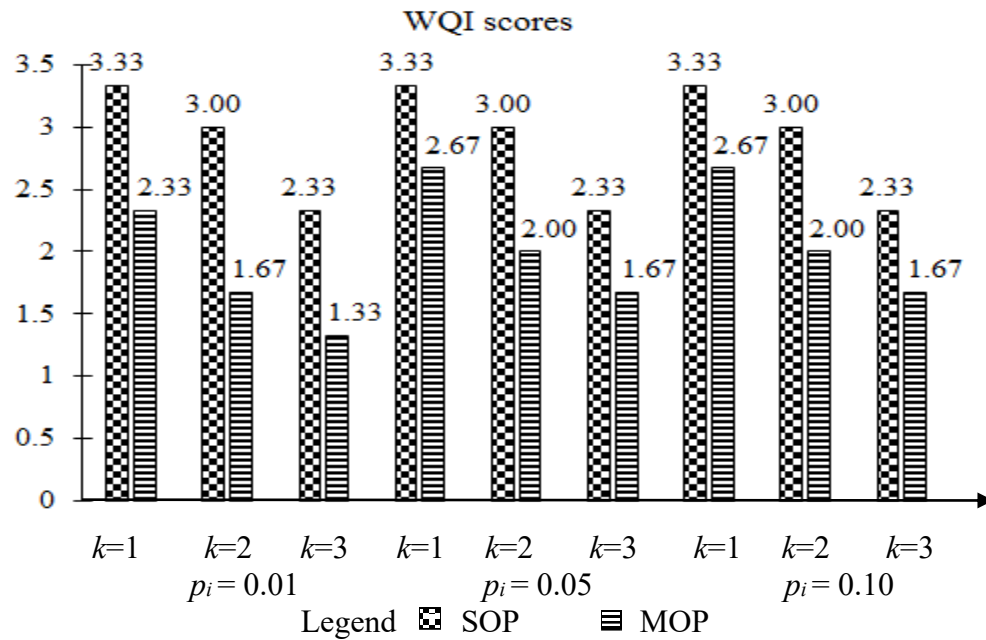 WQI scores
3.5 3.33 3.33 3.33
3 3.00 3.00 3.00
2.5 2.33 2.33 2.67 2.33 2.67 2.33
2 1.67 2.00 1.67 2.00 1.67
1.5 1.33
1
0.5
0
k=1 k=2 k=3 k=1 k=2 k=3 k=1 k=2 k=3
pi = 0.01 pi = 0.05 pi = 0.10
Legend SOP MOP